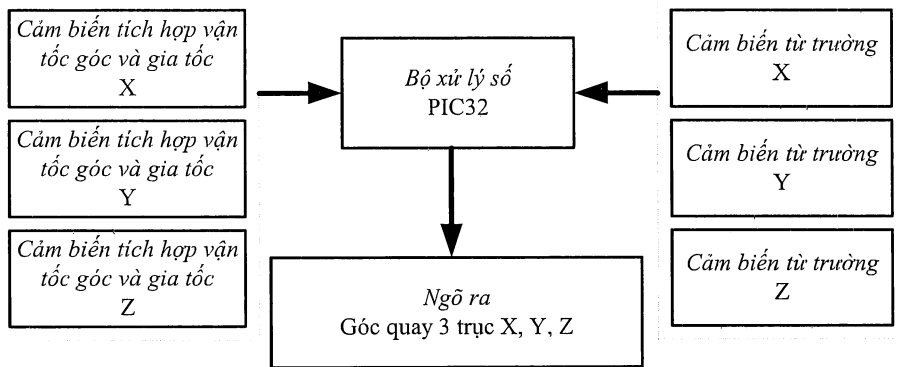 Cảm biến tích hợp vận
tốc góc và gia tốc
X
Cảm biến tích hợp vận
tốc góc và gia tốc
Y
Cảm biến tích hợp vận
tốc góc và gia tốc
Z
Bộ xử lý số
PIC32
Ngõ ra
Góc quay 3 trục X, Y, Z
Cảm biến từ trường
X
Cảm biến từ trường
Y
Cảm biến từ trường
Z